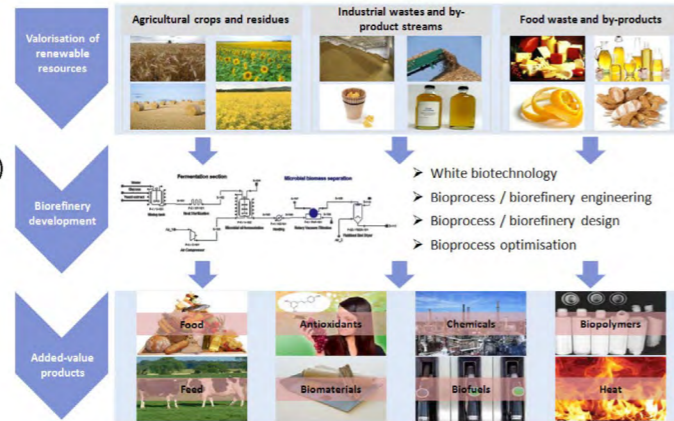 Valorisation of
renewable
resources
Agricultural crops and residues
Industrial wastes and by-
product streams
Food waste and by-products
)
Biorefinery
development
Fermentation section
Microbial biomass separation
➢ White biotechnology
➢ Bioprocess / biorefinery engineering
➢ Bioprocess / biorefinery design
➢ Bioprocess optimisation
Added-value
products
Food
Antioxidants
Chemicals
Biopolymers
Feed
Biomaterials
Biofuels
Heat